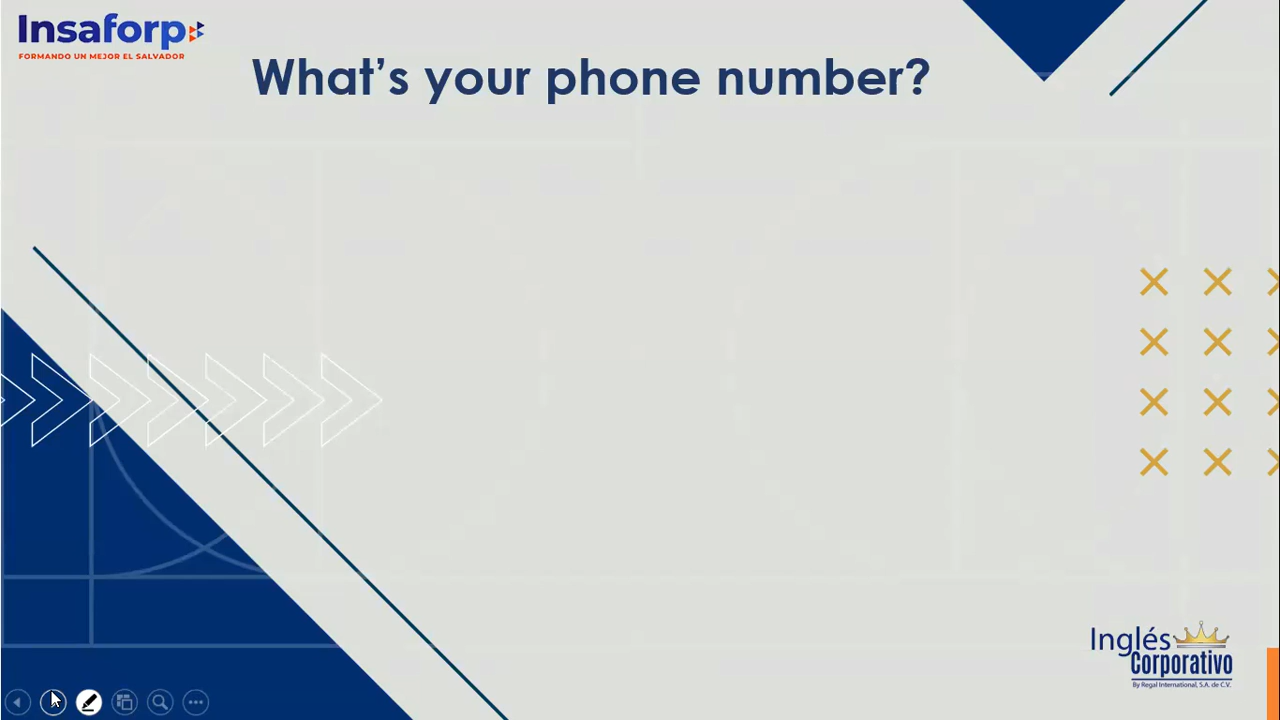 Insaforp
FORMANDO UN MEJOR EL SALVADOR
What's your phone number?
Inglés
Corporativo
By Regal International, S.A. de C.V.